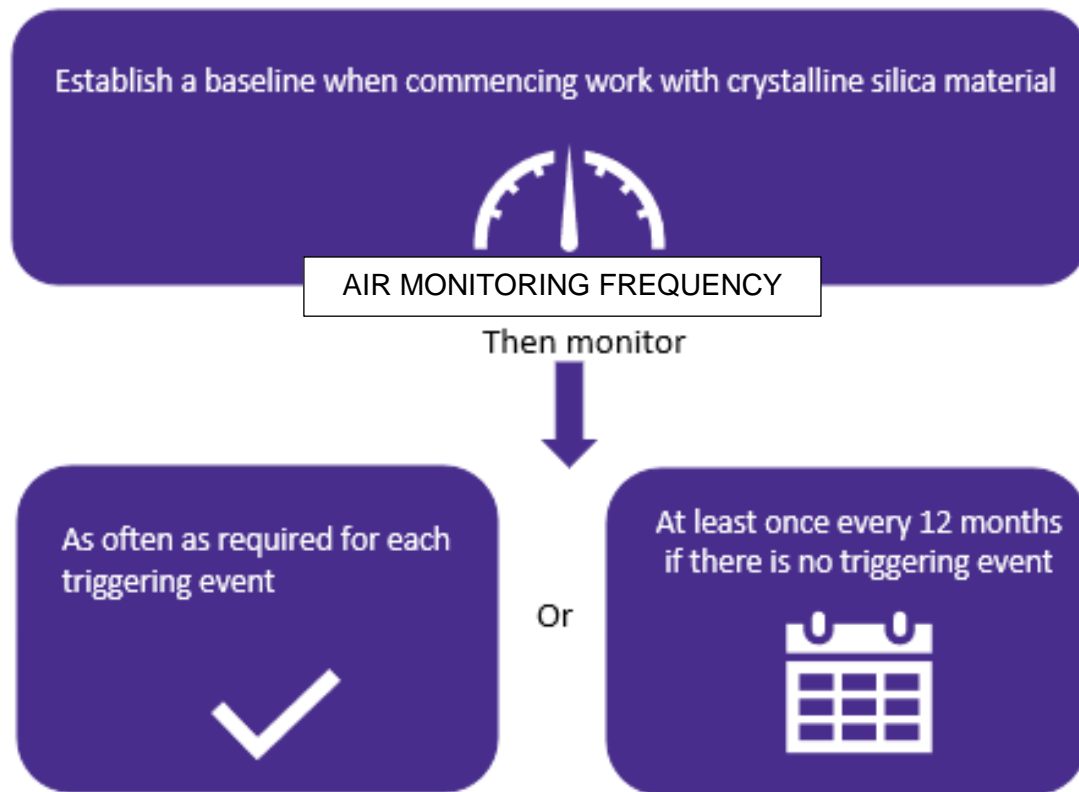 Establish a baseline when commencing work with crystalline silica material
AIR MONITORING FREQUENCY
Then monitor
As often as required for each
triggering event
Or
At least once every 12 months
if there is no triggering event